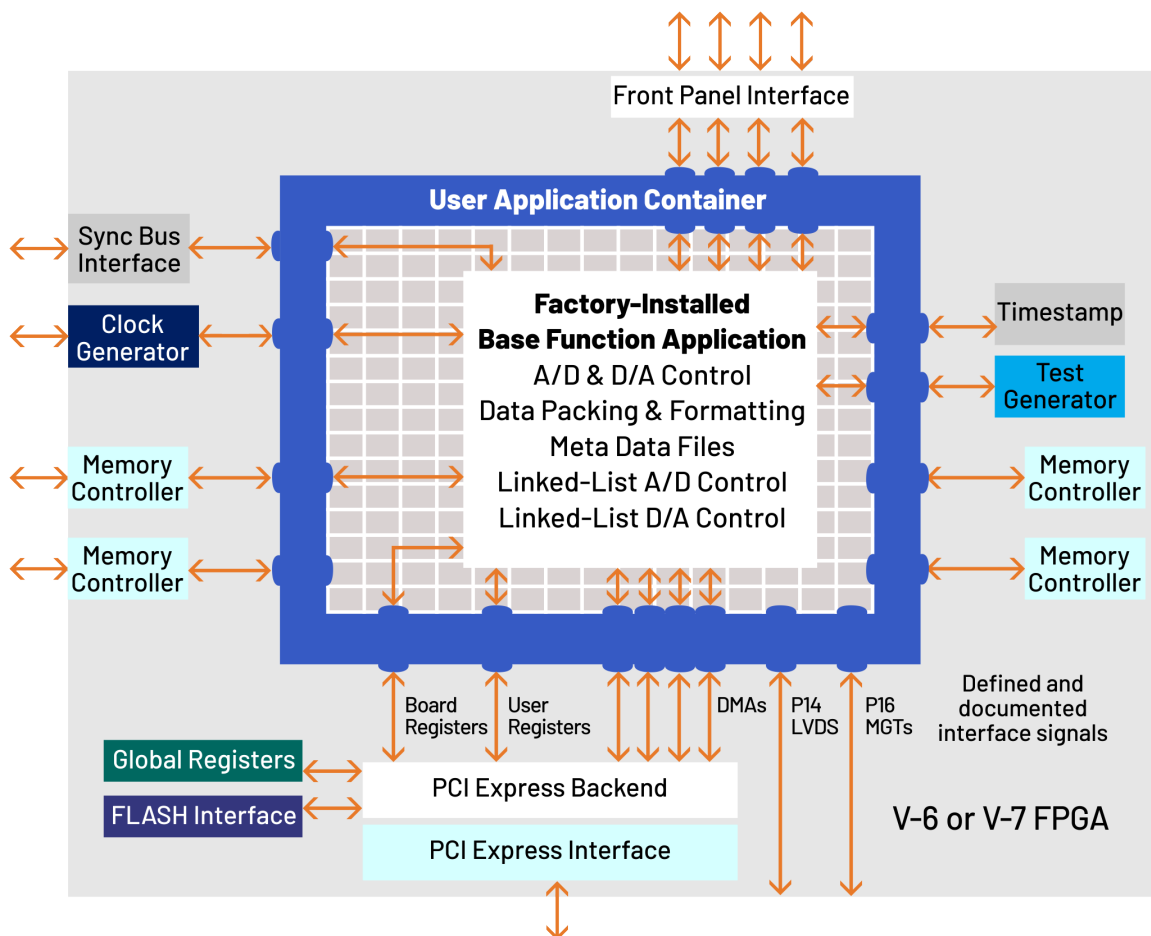 Front Panel Interface
User Application Container
Sync Bus
Interface
Clock
Generator
Memory
Controller
Memory
Controller
Factory-Installed
Base Function Application
A/D & D/A Control
Data Packing & Formatting
Meta Data Files
Linked-List A/D Control
Linked-List D/A Control
Timestamp
Test
Generator
Memory
Controller
Memory
Controller
Board
Registers
User
Registers
DMAs
P14
LVDS
P16
MGTs
Defined and
documented
interface signals
Global Registers
FLASH Interface
PCI Express Backend
PCI Express Interface
V-6 or V-7 FPGA